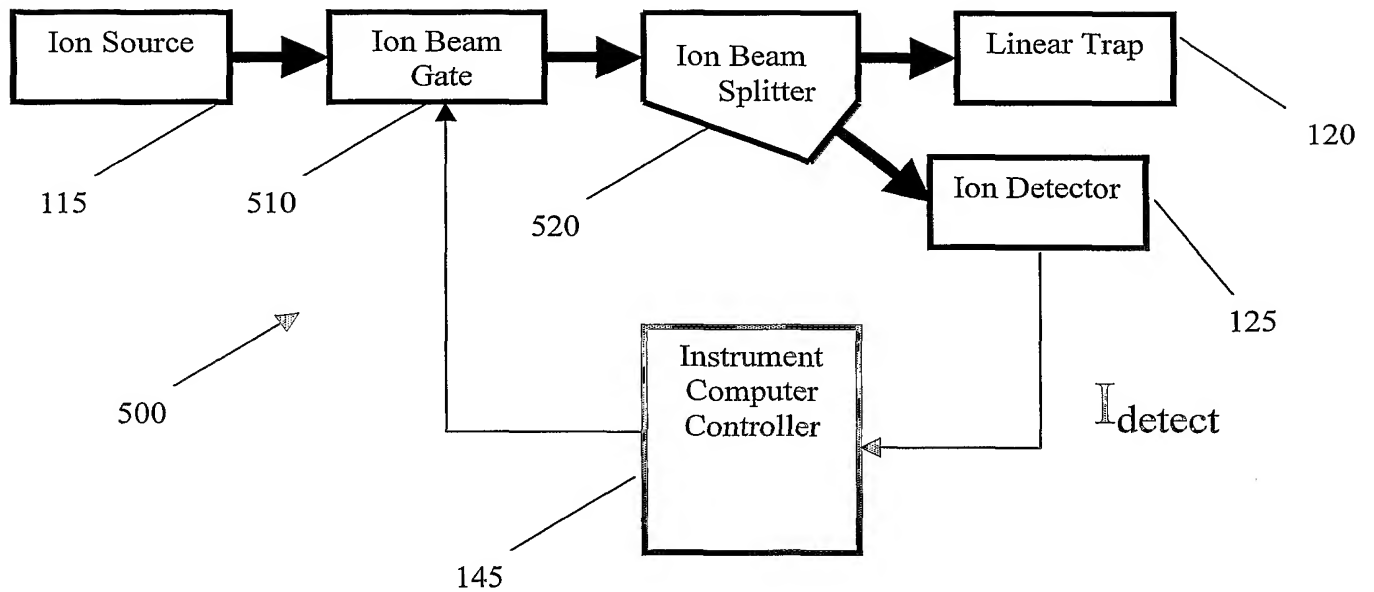 Ion Source
Ion Beam
Gate
Ion Beam
Splitter
Linear Trap
120
Ion Detector
115
510
520
125
Instrument
Computer
Controller
500
I detect
145